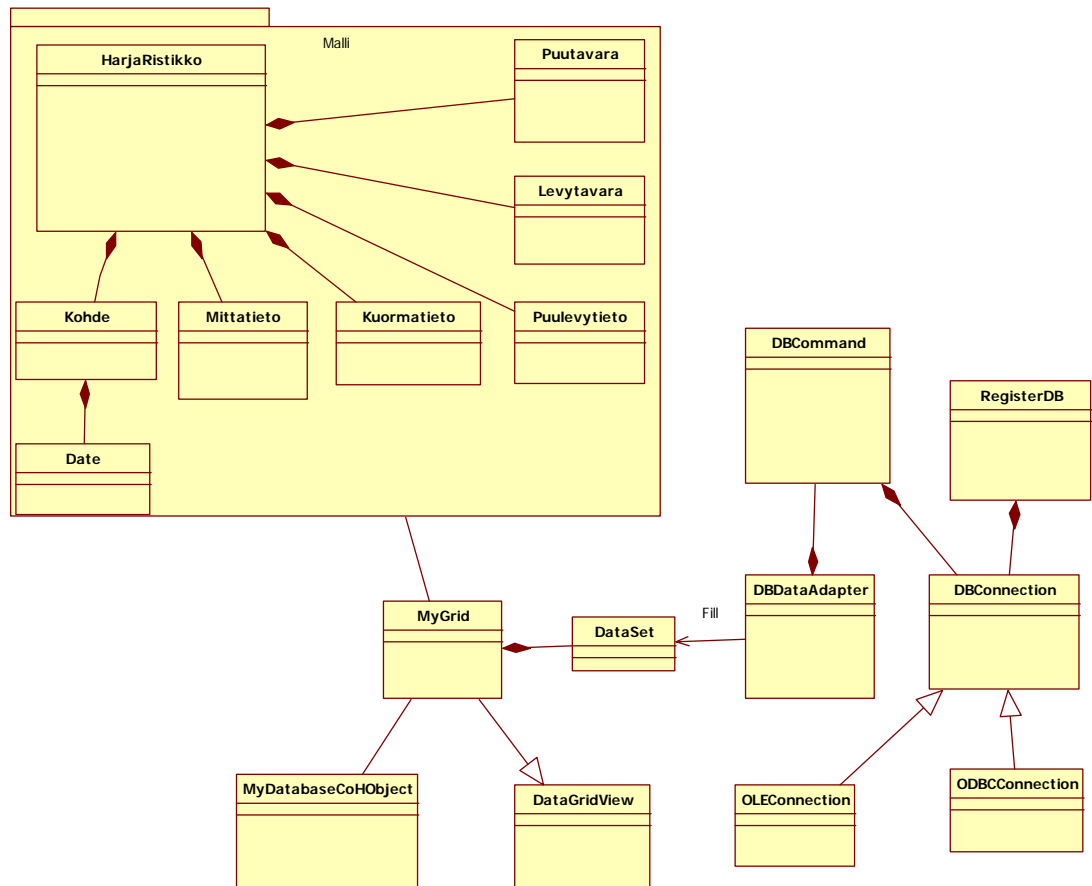 Malli
HarjaRistikko
Puutavara
Levytavara
Kohde
Mittatieto
Kuormatieto
Puulevytieto
Date
DBCommand
RegisterDB
MyGrid
DataSet
Fill
DBDataAdapter
DBConnection
MyDatabaseCoHObject
DataGridView
OLEConnection
ODBCConnection